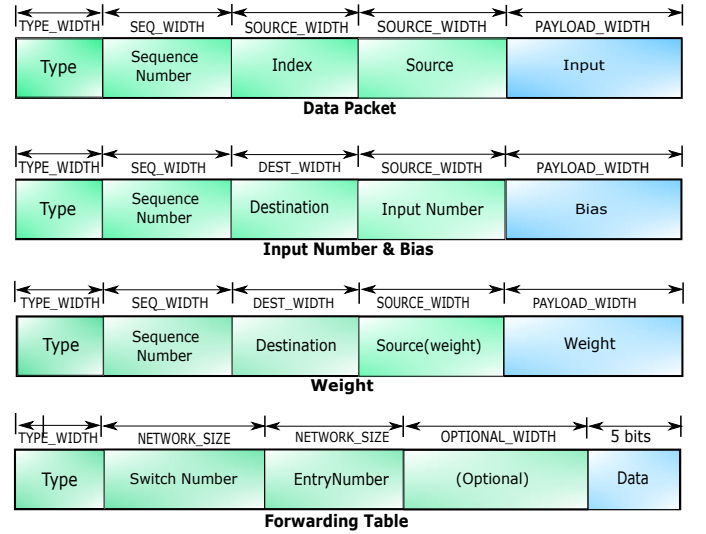 TYPE_WIDTH SEQ_WIDTH SOURCE_WIDTH SOURCE_WIDTH PAYLOAD_WIDTH
Type Sequence Number Index Source Input
Data Packet
TYPE_WIDTH SEQ_WIDTH DEST_WIDTH SOURCE_WIDTH PAYLOAD_WIDTH
Type Sequence Number Destination Input Number Bias
Input Number & Bias
TYPE_WIDTH SEQ_WIDTH DEST_WIDTH SOURCE_WIDTH PAYLOAD_WIDTH
Type Sequence Number Destination Source(weight) Weight
Weight
TYPE_WIDTH NETWORK_SIZE NETWORK_SIZE OPTIONAL_WIDTH 5 bits
Type Switch Number EntryNumber (Optional) Data
Forwarding Table